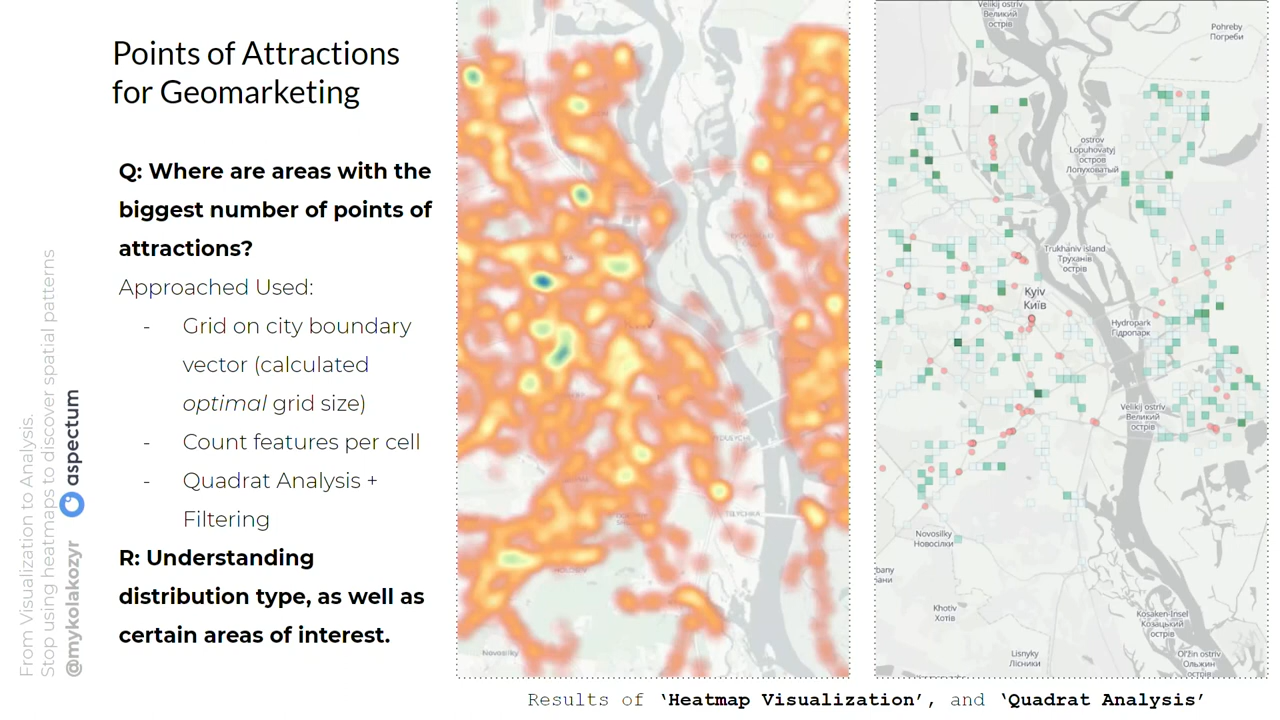 Points of Attractions
for Geomarketing
Q: Where are areas with the
biggest number of points of
attractions?
Approached Used:
- Grid on city boundary
vector (calculated
optimal grid size)
- Count features per cell
- Quadrat Analysis +
Filtering
R: Understanding
distribution type, as well as
certain areas of interest.
From Visualization to Analysis.
Stop using heatmaps to discover spatial patterns
@mykolakozyr
aspectum
TELYCHKA
Novosilky
Velikij ostriv
Великий
острів
Pohreby
Погреби
ostrov
Lopuhovatyj
остров
Лопуховатый
Trukhaniv island
Труханів
острів
Kyiv
Київ
Hydropark
Гідропарк
Velikij ostriv
Великий
острів
Novosilky
Новосілки
Khotiv
Хотів
Kosaken-Insel
Козацький
острів
Lisnyky
Лісники
Ol'žin ostriv
Ольжин
острів
Results of ‘Heatmap Visualization’, and ‘Quadrat Analysis’